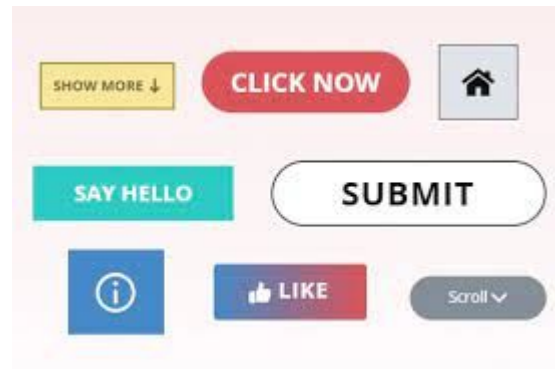 SHOW MORE ↓
CLICK NOW
SAY HELLO
SUBMIT
LIKE
Scroll